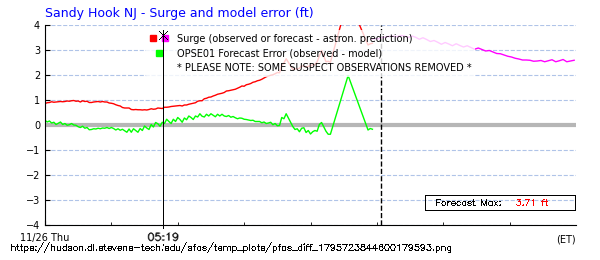 Sandy Hook NJ - Surge and model error (ft)
4
Surge (observed or forecast - astron. prediction)
3
OPSE01 Forecast Error (observed - model)
* PLEASE NOTE: SOME SUSPECT OBSERVATIONS REMOVED *
2
1
0
−1
−2
−3
Forecast Max: 3.71 ft
−4
11/26 Thu
05:19
(ET)
https://hudson.dl.stevens-tech.edu/sfas/temp_plots/pfas_diff_1795723844600179593.png